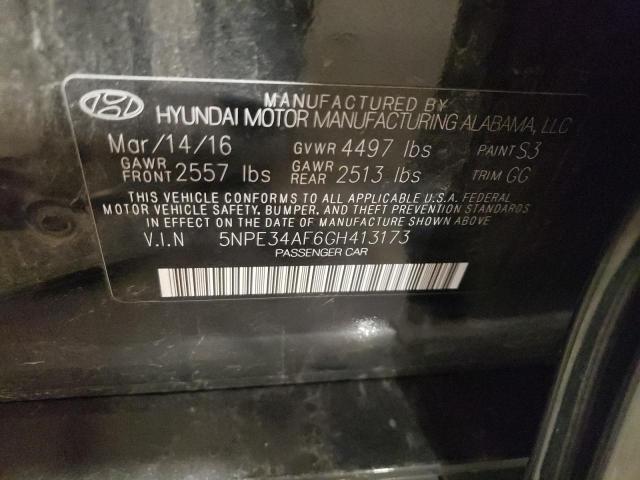 MANUFACTURED BY
HYUNDAI MOTOR MANUFACTURING ALABAMA, LLC
Mar/14/16 GVWR 4497 lbs PAINT S3
GAWR FRONT 2557 lbs GAWR REAR 2513 lbs TRIM GG
THIS VEHICLE CONFORMS TO ALL APPLICABLE U.S.A. FEDERAL
MOTOR VEHICLE SAFETY, BUMPER, AND THEFT PREVENTION STANDARDS
IN EFFECT ON THE DATE OF MANUFACTURE SHOWN ABOVE
V.I.N 5NPE34AF6GH413173
PASSENGER CAR